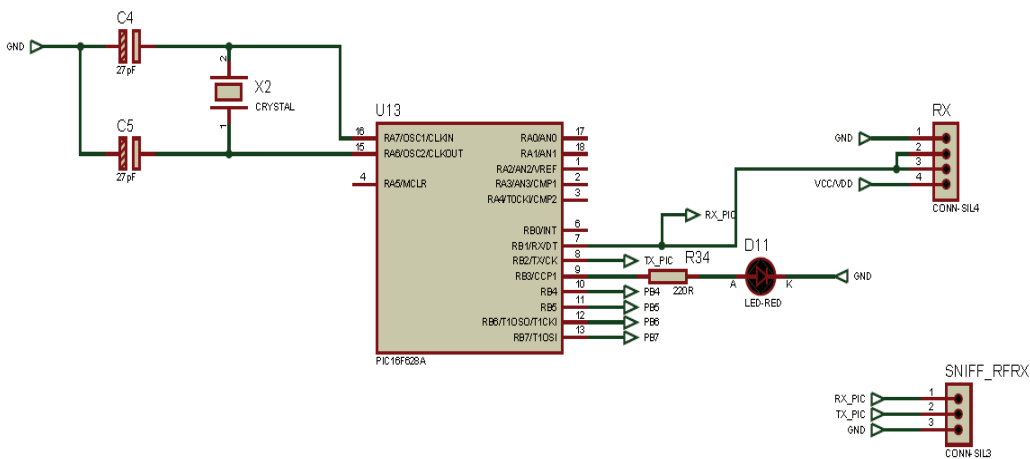 C4
GND
27pF
2
X2
CRYSTAL
1
C5
27pF
U13
16 RA7/OSC1/CLKIN RA0/AN0 17
15 RA6/OSC2/CLKOUT RA1/AN1 18
RA2/AN2/VREF 1
4 RA5/MCLR RA3/AN3/CMP1 2
RA4/T0CKI/CMP2 3
RB0/INT 6
RB1/RX/DT 7
RB2/TX/CK 8
RB3/CCP1 9
RB4 10
RB5 11
RB6/T1OSO/T1CKI 12
RB7/T1OSI 13
PIC16F628A
RX_PIC
TX_PIC
R34
220R
D11
A K
LED-RED
GND
PB4
PB5
PB6
PB7
RX
GND 1
2
3
VCC/VDD 4
CONN-SIL4
SNIFF_RFRX
RX_PIC 1
TX_PIC 2
GND 3
CONN-SIL3